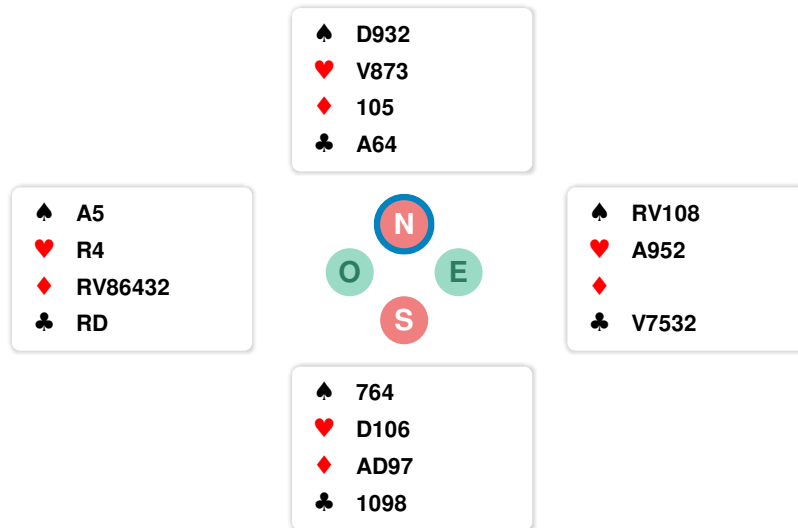 ♠ D932
♥ V873
♦ 105
♣ A64
♠ A5
♥ R4
♦ RV86432
♣ RD
N
O E
S
♠ RV108
♥ A952
♦
♣ V7532
♠ 764
♥ D106
♦ AD97
♣ 1098